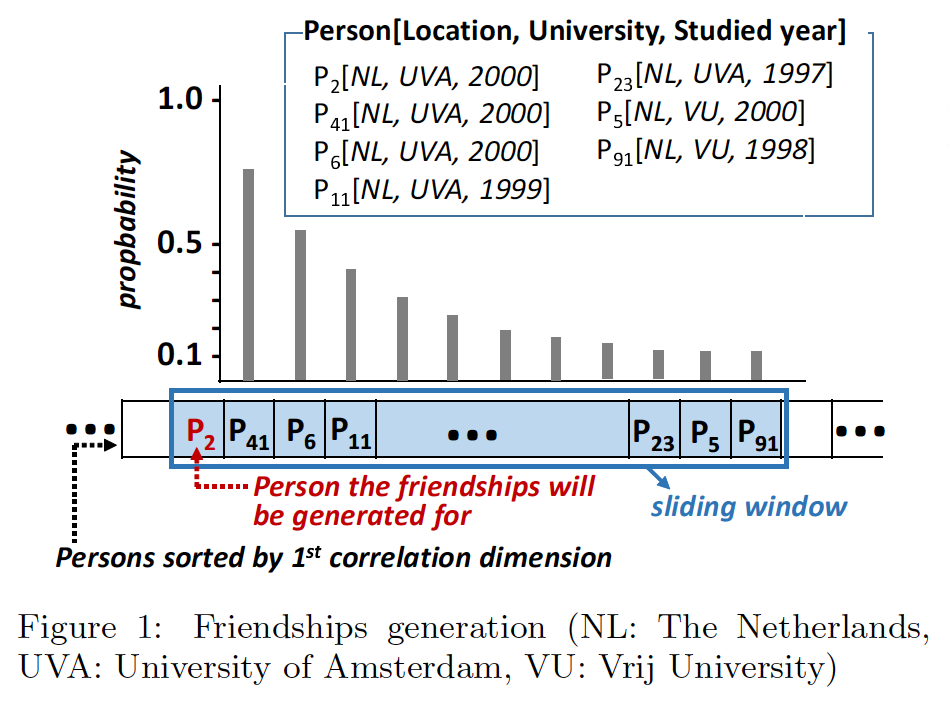 Person[Location, University, Studied year]
P2[NL, UVA, 2000]
P41[NL, UVA, 2000]
P6[NL, UVA, 2000]
P11[NL, UVA, 1999]
P23[NL, UVA, 1997]
P5[NL, VU, 2000]
P91[NL, VU, 1998]
propbability
1.0
0.5
0.1
••• P2 P41 P6 P11 ••• P23 P5 P91 •••
Person the friendships will
be generated for
sliding window
Persons sorted by 1st correlation dimension
Figure 1: Friendships generation (NL: The Netherlands,
UVA: University of Amsterdam, VU: Vrij University)